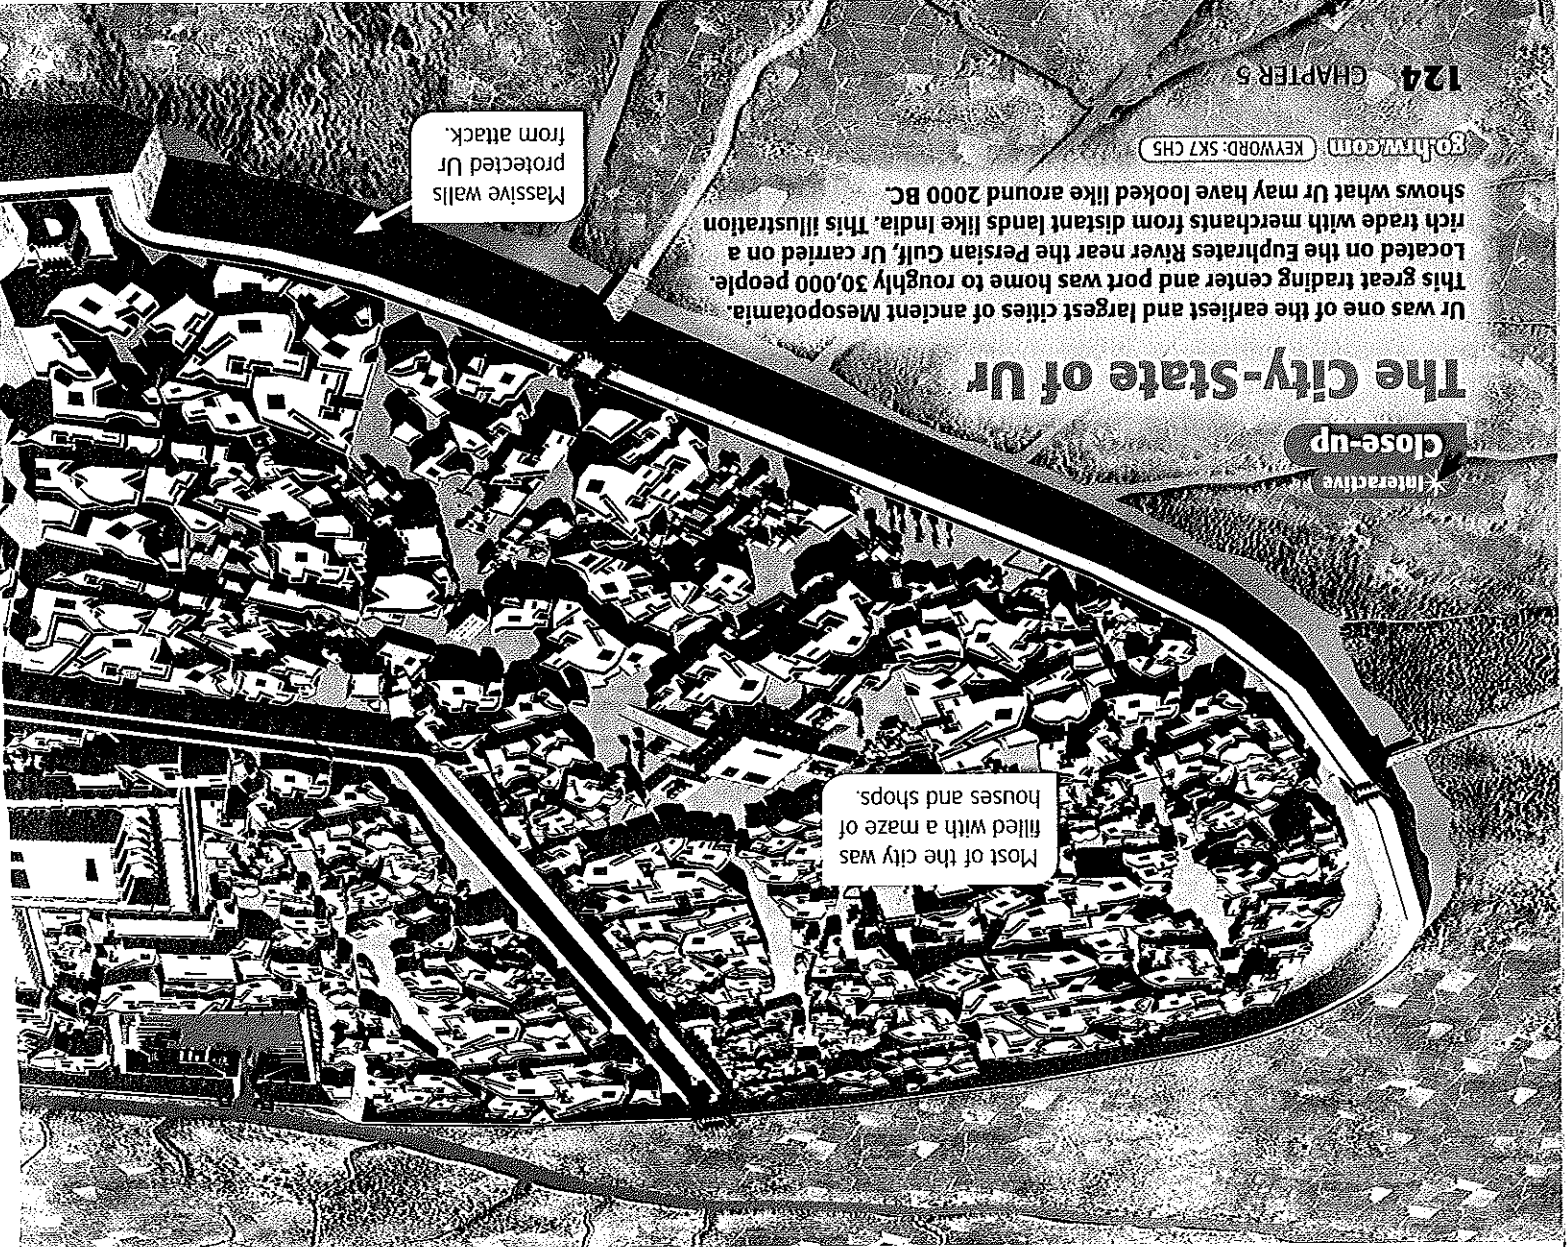 Interactive
Close-up
The City-State of Ur
Ur was one of the earliest and largest cities of ancient Mesopotamia.
This great trading center and port was home to roughly 30,000 people.
Located on the Euphrates River near the Persian Gulf, Ur carried on a
rich trade with merchants from distant lands like India. This illustration
shows what Ur may have looked like around 2000 BC.
go.hrw.com KEYWORD: SK7 CH5
124 CHAPTER 5
Most of the city was
filled with a maze of
houses and shops.
Massive walls
protected Ur
from attack.